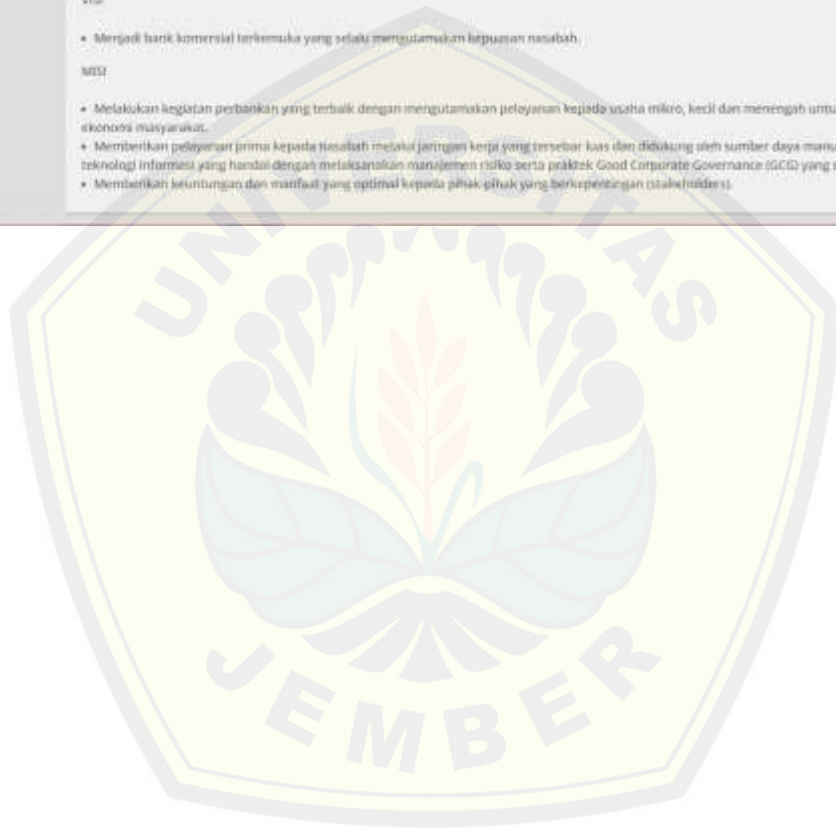 • Menjadi bank komersial terkemuka yang selalu mengutamakan kepuasan nasabah.
MISI
• Melakukan kegiatan perbankan yang terbaik dengan mengutamakan pelayanan kepada usaha mikro, kecil dan menengah untu
ekonomi masyarakat.
• Memberikan pelayanan prima kepada nasabah melalui jaringan kerja yang tersebar luas dan didukung oleh sumber daya manu
teknologi informasi yang handal dengan melaksanakan manajemen risiko serta praktek Good Corporate Governance (GCG) yang
• Memberikan keuntungan dan manfaat yang optimal kepada pihak-pihak yang berkepentingan (stakeholders).
UNIVERSITAS
JEMBER